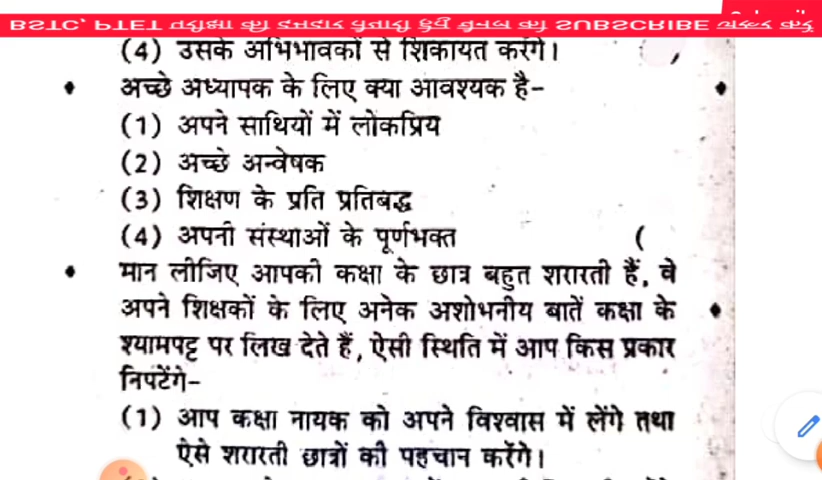 (4) उसके अभिभावकों से शिकायत करेंगे।
अच्छे अध्यापक के लिए क्या आवश्यक है-
(1) अपने साथियों में लोकप्रिय
(2) अच्छे अन्वेषक
(3) शिक्षण के प्रति प्रतिबद्ध
(4) अपनी संस्थाओं के पूर्णभक्त (
मान लीजिए आपकी कक्षा के छात्र बहुत शरारती हैं, वे
अपने शिक्षकों के लिए अनेक अशोभनीय बातें कक्षा के
श्यामपट्ट पर लिख देते हैं, ऐसी स्थिति में आप किस प्रकार
निपटेंगे-
(1) आप कक्षा नायक को अपने विश्वास में लेंगे तथा
ऐसे शरारती छात्रों की पहचान करेंगे।